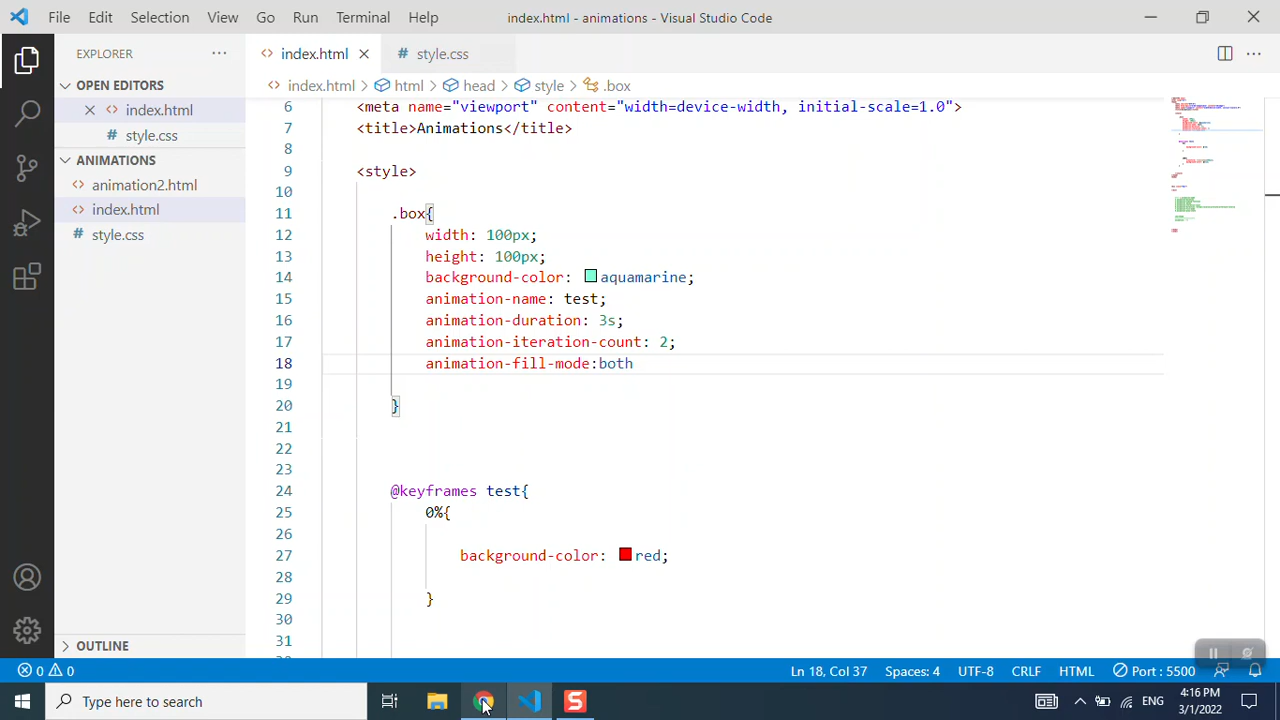 File Edit Selection View Go Run Terminal Help
index.html - animations - Visual Studio Code
EXPLORER
OPEN EDITORS
index.html
style.css
ANIMATIONS
animation2.html
index.html
style.css
OUTLINE
index.html
style.css
index.html > html > head > style > .box
6 <meta name="viewport" content="width=device-width, initial-scale=1.0">
7 <title>Animations</title>
8
9 <style>
10
11 .box{
12 width: 100px;
13 height: 100px;
14 background-color: aquamarine;
15 animation-name: test;
16 animation-duration: 3s;
17 animation-iteration-count: 2;
18 animation-fill-mode:both
19
20 }
21
22
23
24 @keyframes test{
25 0%{
26
27 background-color: red;
28
29 }
30
31
0 0
Ln 18, Col 37 Spaces: 4 UTF-8 CRLF HTML Port : 5500
Type here to search
ENG
4:16 PM
3/1/2022